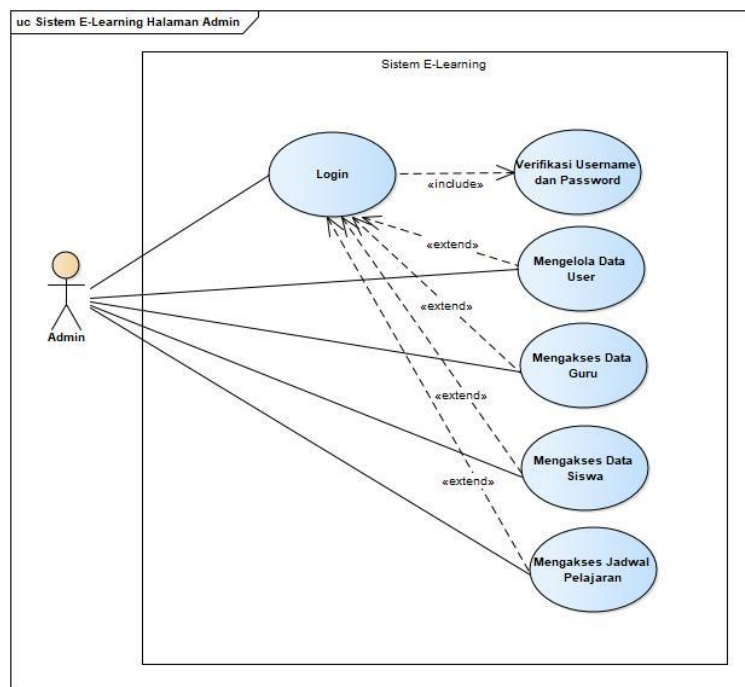 uc Sistem E-Learning Halaman Admin
Sistem E-Learning
Login
Verifikasi Username
dan Password
«include»
«extend»
Mengelola Data
User
Admin
«extend»
Mengakses Data
Guru
«extend»
Mengakses Data
Siswa
«extend»
Mengakses Jadwal
Pelajaran